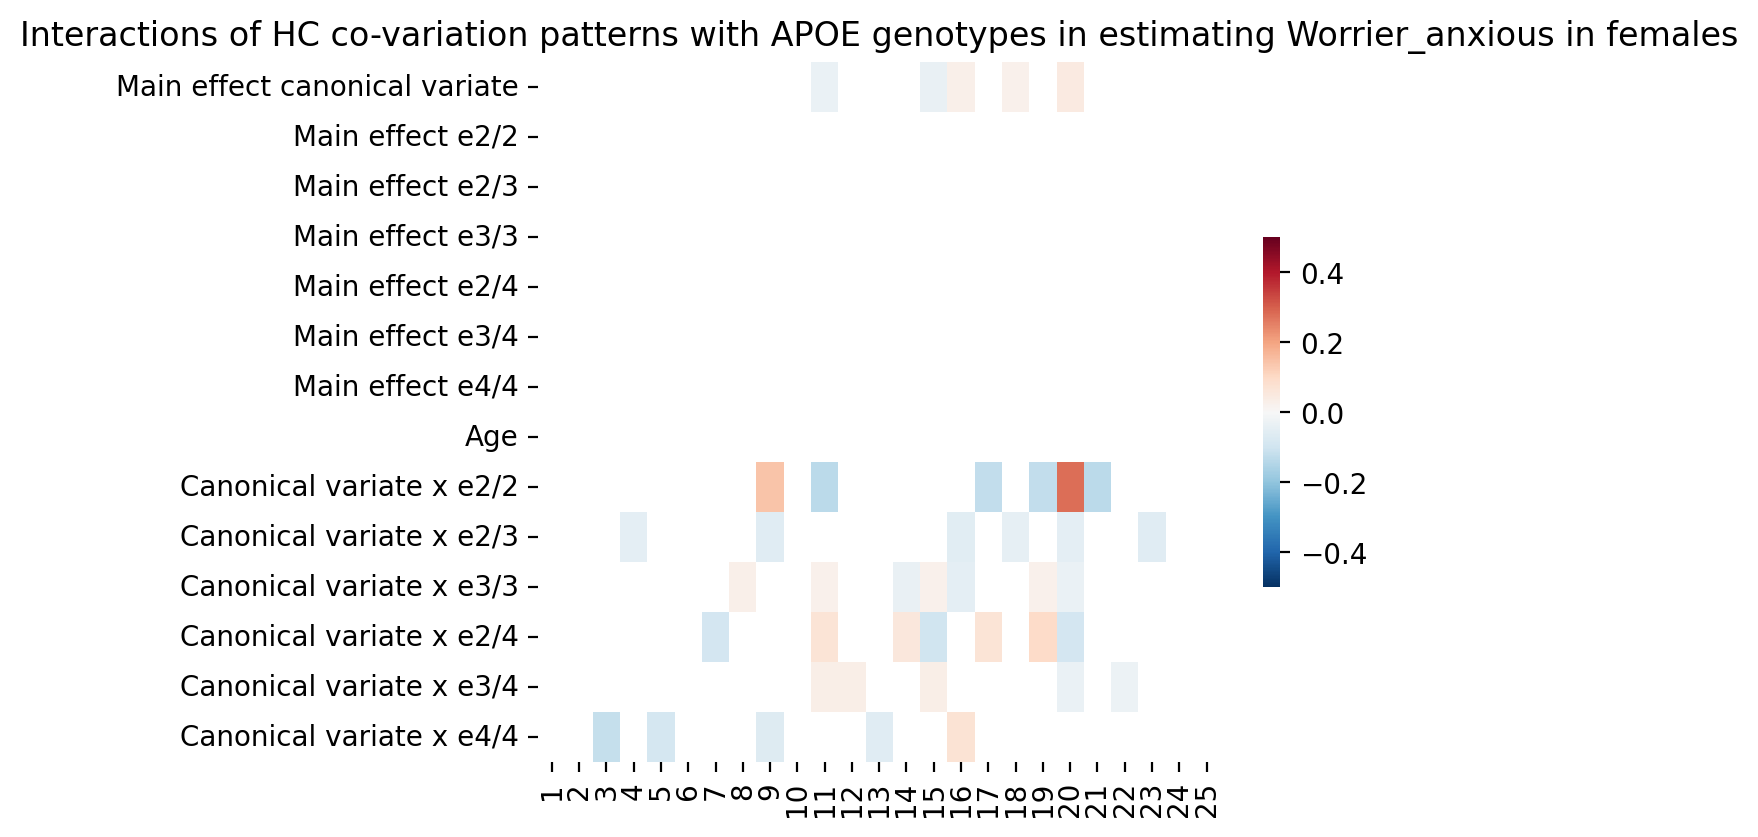 Interactions of HC co-variation patterns with APOE genotypes in estimating Worrier_anxious in females
Main effect canonical variate
Main effect e2/2
Main effect e2/3
Main effect e3/3
Main effect e2/4
Main effect e3/4
Main effect e4/4
Age
Canonical variate x e2/2
Canonical variate x e2/3
Canonical variate x e3/3
Canonical variate x e2/4
Canonical variate x e3/4
Canonical variate x e4/4
1 2 3 4 5 6 7 8 9 10 11 12 13 14 15 16 17 18 19 20 21 22 23 24 25
0.4
0.2
0.0
−0.2
−0.4